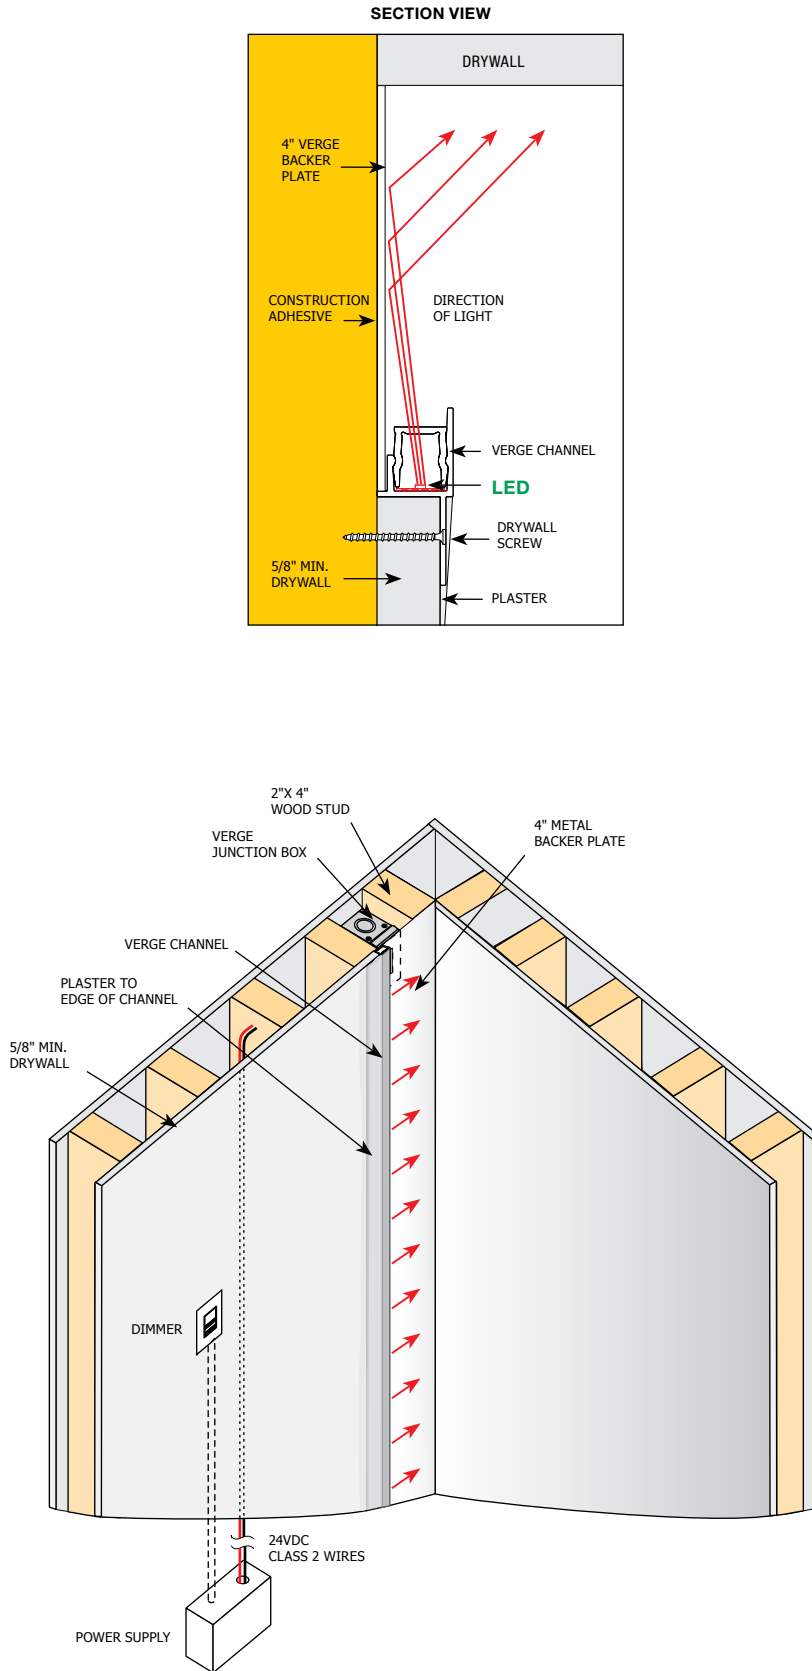 SECTION VIEW
DRYWALL
4" VERGE
BACKER
PLATE
CONSTRUCTION
ADHESIVE
DIRECTION
OF LIGHT
VERGE CHANNEL
LED
DRYWALL
SCREW
5/8" MIN.
DRYWALL
PLASTER
2"X 4"
WOOD STUD
VERGE
JUNCTION BOX
4" METAL
BACKER PLATE
VERGE CHANNEL
PLASTER TO
EDGE OF CHANNEL
5/8" MIN.
DRYWALL
DIMMER
24VDC
CLASS 2 WIRES
POWER SUPPLY